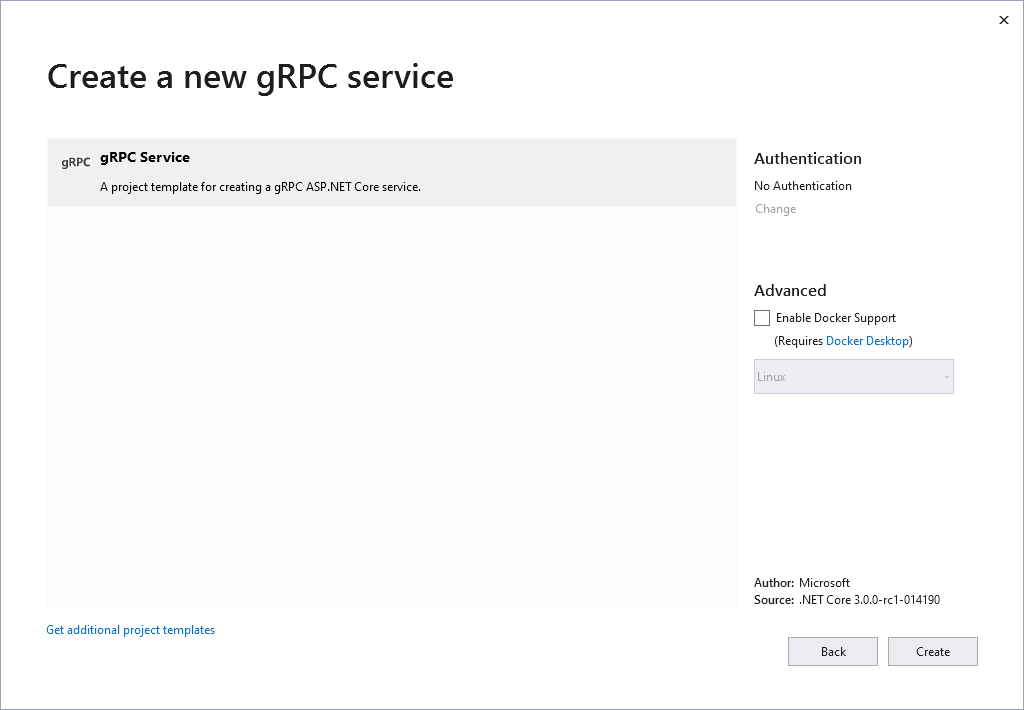 Create a new gRPC service
gRPC
gRPC Service
A project template for creating a gRPC ASP.NET Core service.
Authentication
No Authentication
Change
Advanced
Enable Docker Support
(Requires Docker Desktop)
Linux
Author: Microsoft
Source: .NET Core 3.0.0-rc1-014190
Get additional project templates
Back
Create